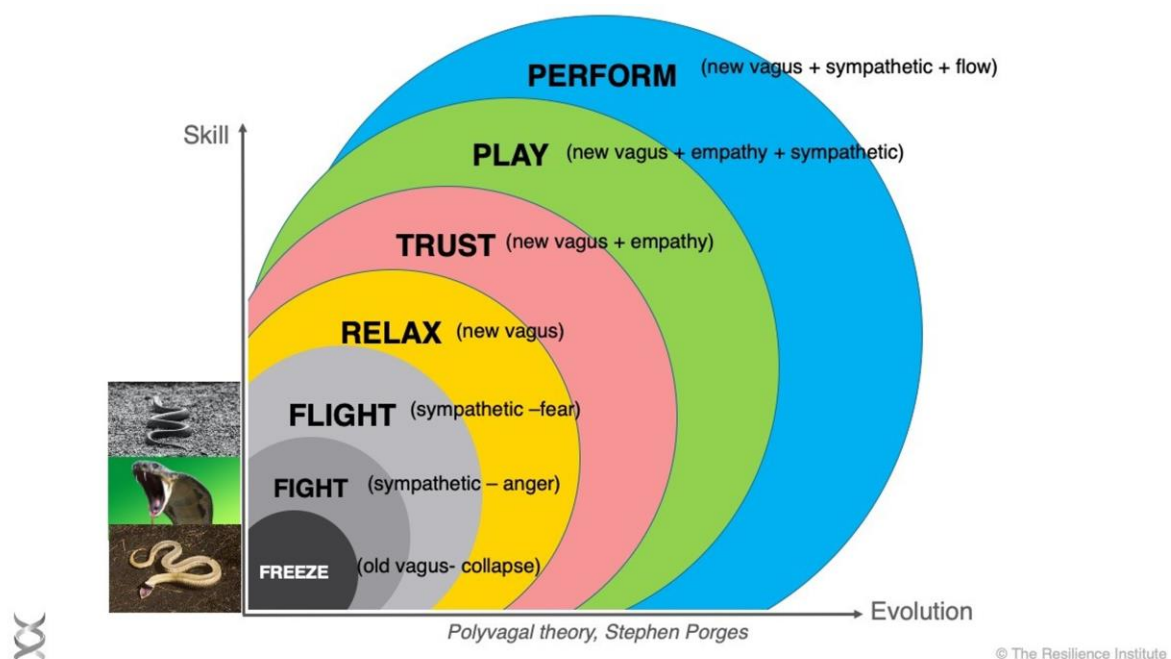 PERFORM (new vagus + sympathetic + flow)
Skill
PLAY (new vagus + empathy + sympathetic)
TRUST (new vagus + empathy)
RELAX (new vagus)
FLIGHT (sympathetic –fear)
FIGHT (sympathetic – anger)
FREEZE (old vagus- collapse)
Evolution
Polyvagal theory, Stephen Porges
© The Resilience Institute